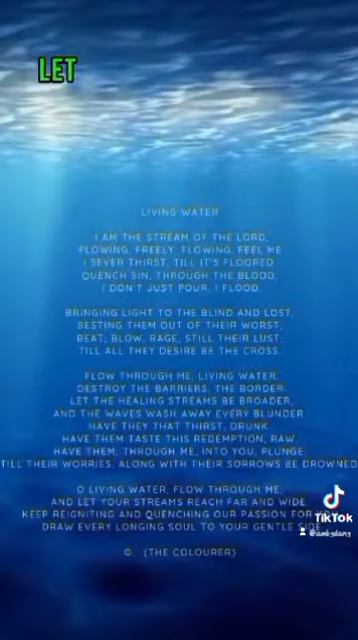 LET
LIVING WATER
I AM THE STREAM OF THE LORD,
FLOWING, FREELY, FLOWING, FEEL ME
I SEVER THIRST, TILL IT'S FLOORED
QUENCH SIN, THROUGH THE BLOOD,
I DON'T JUST POUR, I FLOOD.
BRINGING LIGHT TO THE BLIND AND LOST,
BESTING THEM OUT OF THEIR WORST,
BEAT, BLOW, RAGE, STILL THEIR LUST,
TILL ALL THEY DESIRE BE THE CROSS.
FLOW THROUGH ME, LIVING WATER,
DESTROY THE BARRIERS, THE BORDER,
LET THE HEALING STREAMS BE BROADER,
AND THE WAVES WASH AWAY EVERY BLUNDER
HAVE THEY THAT THIRST, DRUNK
HAVE THEM TASTE THIS REDEMPTION, RAW.
HAVE THEM, THROUGH ME, INTO YOU, PLUNGE
TILL THEIR WORRIES, ALONG WITH THEIR SORROWS BE DROWNED
O LIVING WATER, FLOW THROUGH ME,
AND LET YOUR STREAMS REACH FAR AND WIDE
KEEP REIGNITING AND QUENCHING OUR PASSION FOR
DRAW EVERY LONGING SOUL TO YOUR GENTLE SIDE
© (THE COLOURER)
TikTok